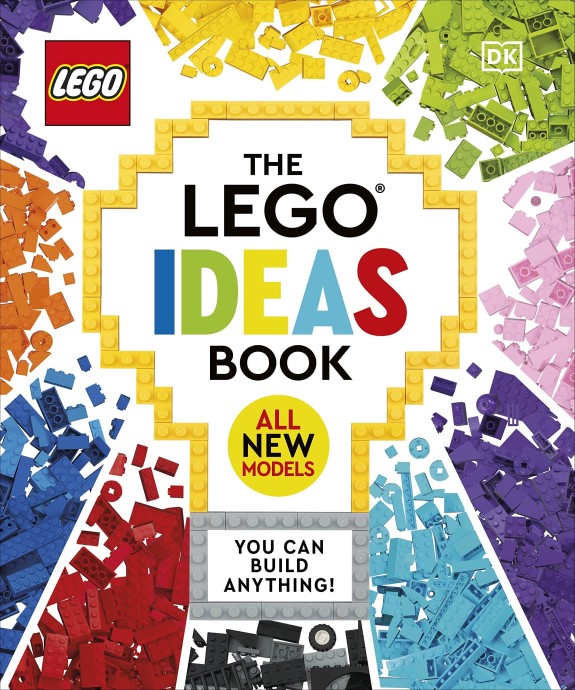 LEGO
DK
THE
LEGO®
IDEAS
BOOK
ALL
NEW
MODELS
YOU CAN
BUILD
ANYTHING!